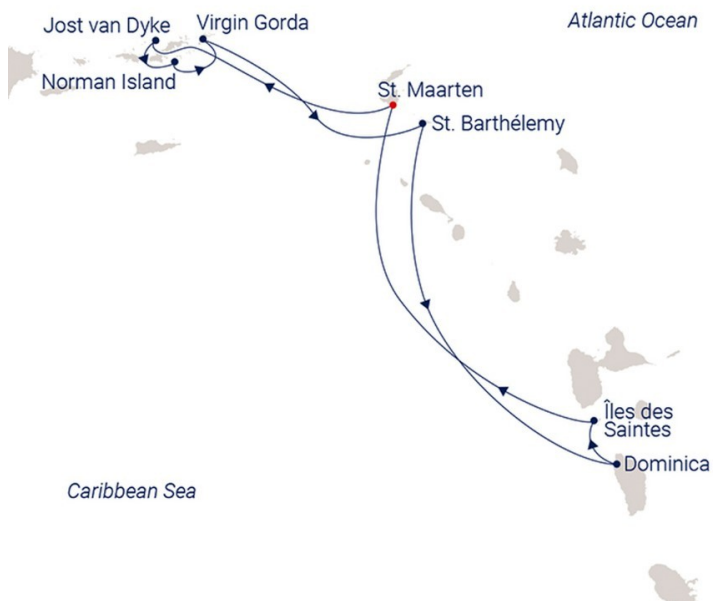 Jost van Dyke
Virgin Gorda
Atlantic Ocean
Norman Island
St. Maarten
St. Barthélemy
Îles des
Saintes
Dominica
Caribbean Sea